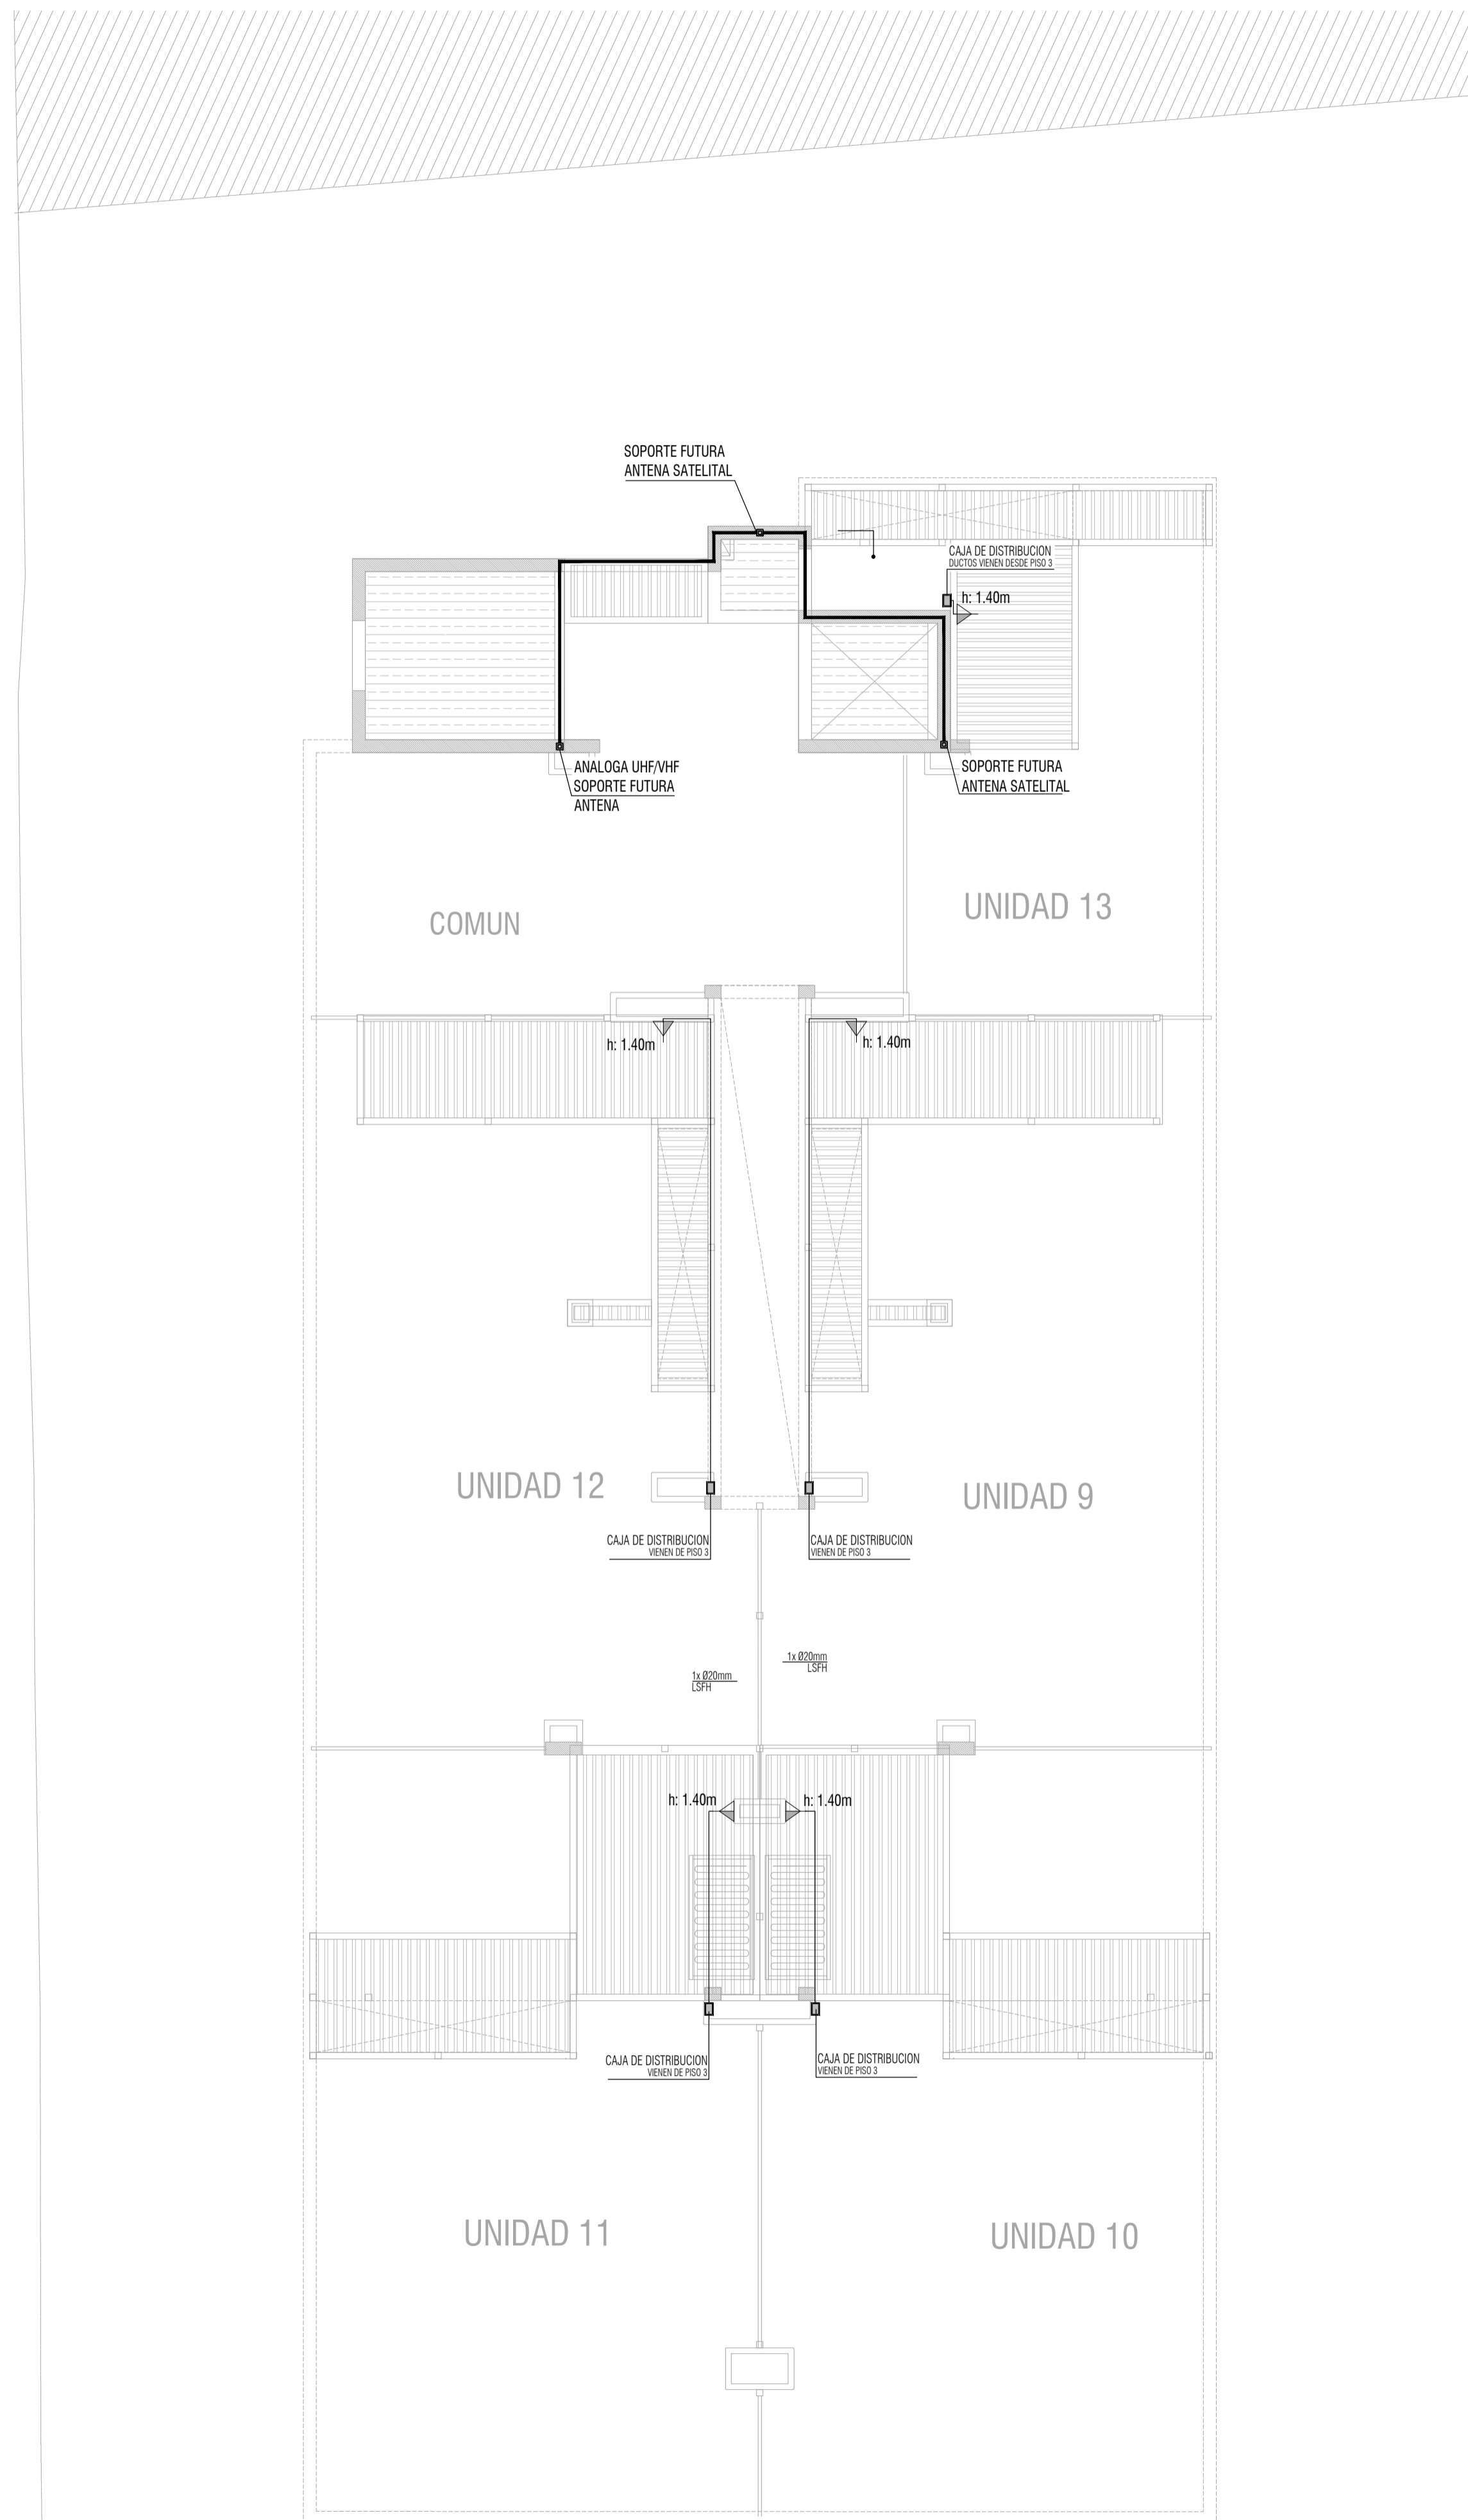 SOPORTE FUTURA
ANTENA SATELITAL
CAJA DE DISTRIBUCION
DUCTOS VIENEN DESDE PISO 3
h: 1.40m
ANALOGA UHF/VHF
SOPORTE FUTURA
ANTENA
SOPORTE FUTURA
ANTENA SATELITAL
COMUN
UNIDAD 13
h: 1.40m
h: 1.40m
UNIDAD 12
UNIDAD 9
CAJA DE DISTRIBUCION
VIENEN DE PISO 3
CAJA DE DISTRIBUCION
VIENEN DE PISO 3
1x Ø20mm
LSFH
1x Ø20mm
LSFH
h: 1.40m
h: 1.40m
CAJA DE DISTRIBUCION
VIENEN DE PISO 3
CAJA DE DISTRIBUCION
VIENEN DE PISO 3
UNIDAD 11
UNIDAD 10